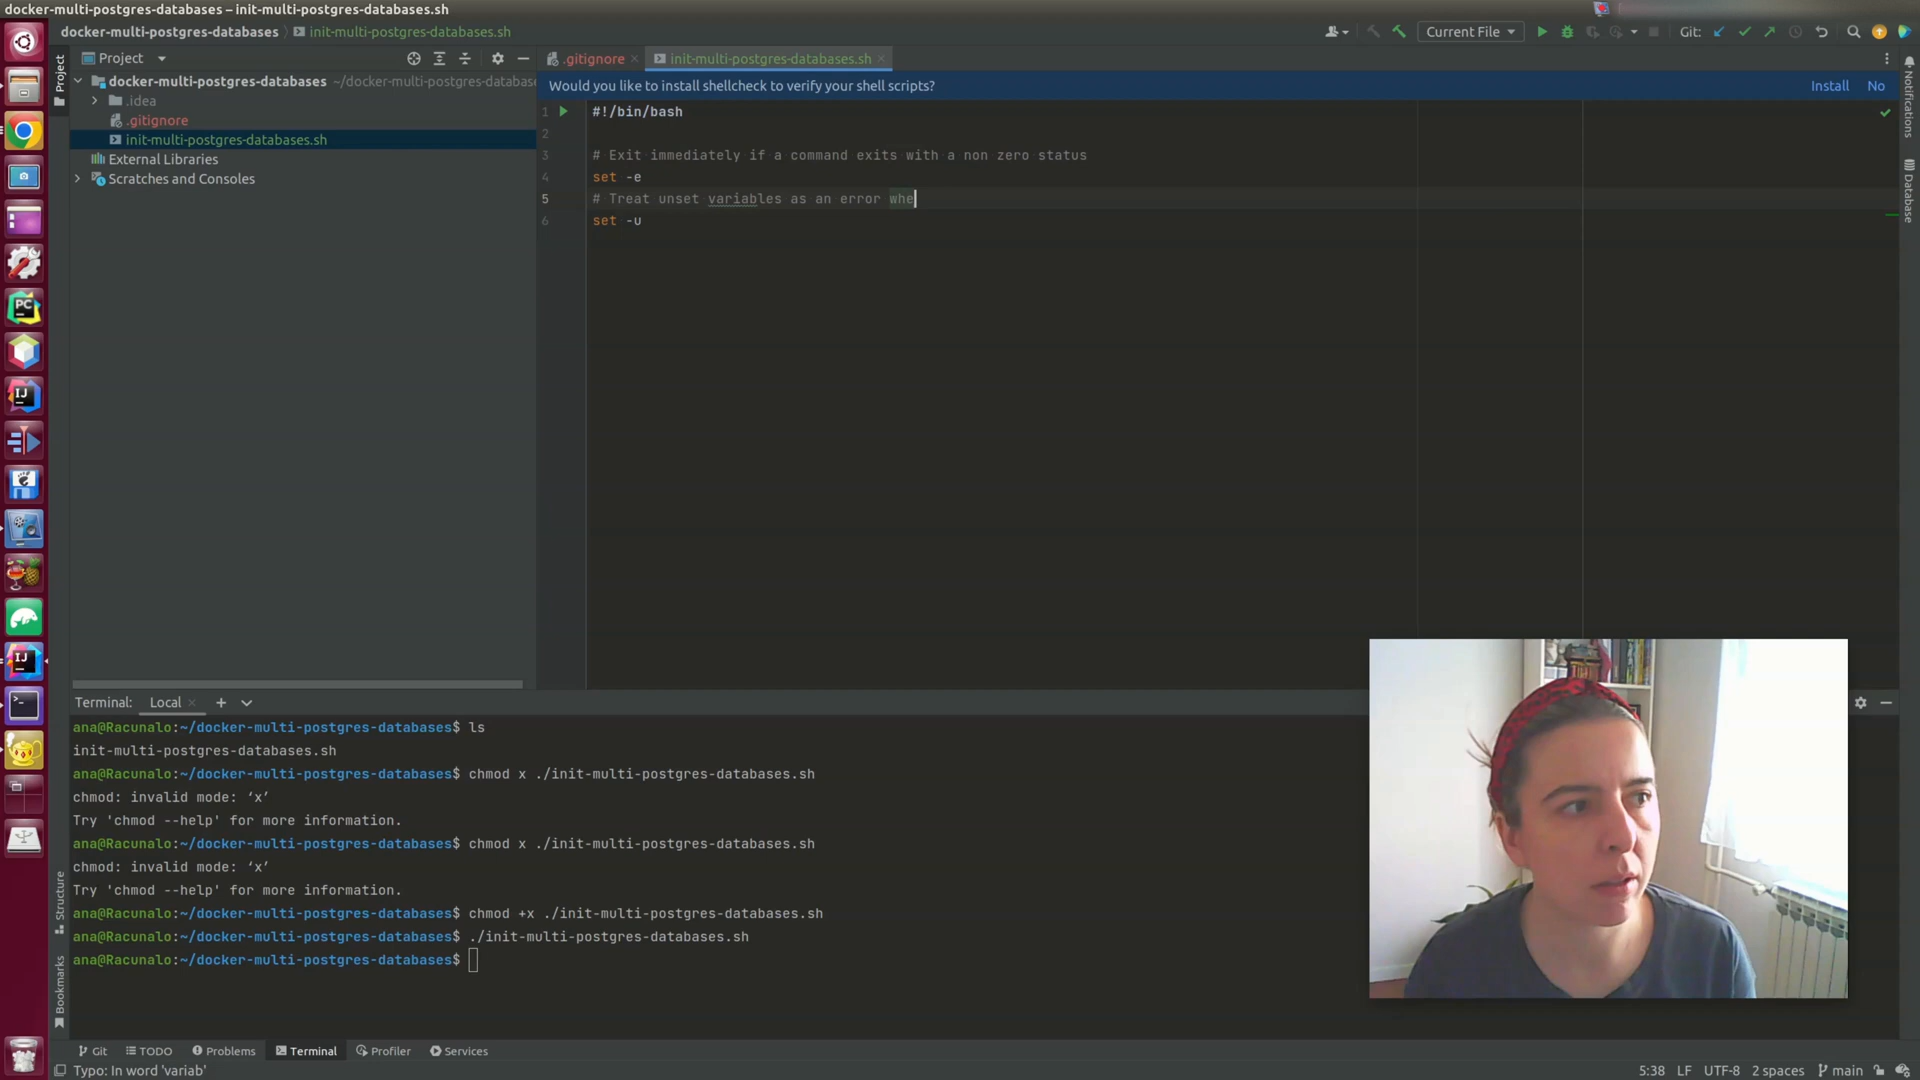 docker-multi-postgres-databases – init-multi-postgres-databases.sh
docker-multi-postgres-databases init-multi-postgres-databases.sh
Current File
Git:
Project
.gitignore
init-multi-postgres-databases.sh
Project
docker-multi-postgres-databases ~/docker-multi-postgres-database
.idea
.gitignore
init-multi-postgres-databases.sh
External Libraries
Scratches and Consoles
Would you like to install shellcheck to verify your shell scripts?
Install No
1 #!/bin/bash
2
3 # Exit immediately if a command exits with a non zero status
4 set -e
5 # Treat unset variables as an error whe
6 set -u
Notifications
Database
Terminal: Local
ana@Racunalo:~/docker-multi-postgres-databases$ ls
init-multi-postgres-databases.sh
ana@Racunalo:~/docker-multi-postgres-databases$ chmod x ./init-multi-postgres-databases.sh
chmod: invalid mode: ‘x’
Try 'chmod --help' for more information.
ana@Racunalo:~/docker-multi-postgres-databases$ chmod x ./init-multi-postgres-databases.sh
chmod: invalid mode: ‘x’
Try 'chmod --help' for more information.
ana@Racunalo:~/docker-multi-postgres-databases$ chmod +x ./init-multi-postgres-databases.sh
ana@Racunalo:~/docker-multi-postgres-databases$ ./init-multi-postgres-databases.sh
ana@Racunalo:~/docker-multi-postgres-databases$
Structure
Bookmarks
Git TODO Problems Terminal Profiler Services
Typo: In word 'variab'
5:38 LF UTF-8 2 spaces main
PC
IJ
IJ